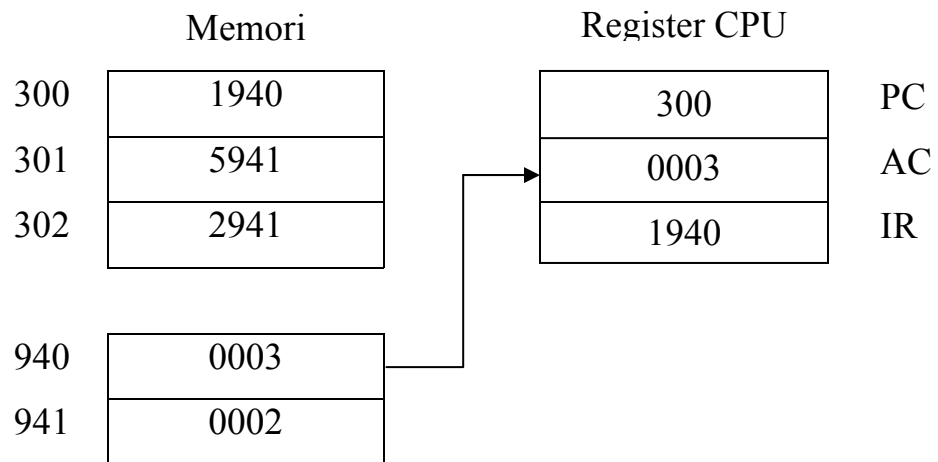 Memori Register CPU
300 1940 300 PC
301 5941 0003 AC
302 2941 1940 IR
940 0003
941 0002